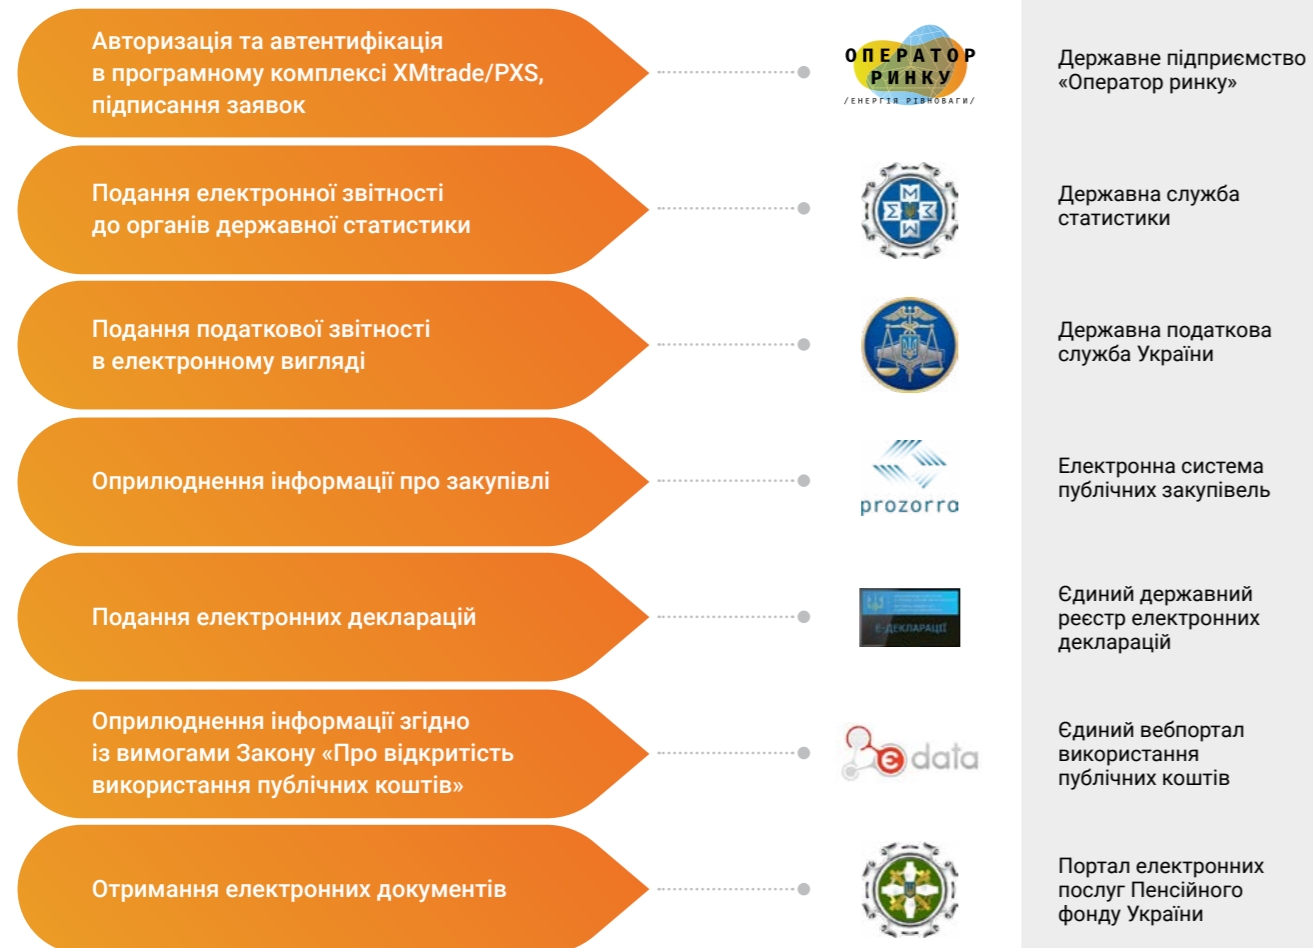 Авторизація та автентифікація
в програмному комплексі XMtrade/PXS,
підписання заявок
ОПЕРАТОР
РИНКУ
/ЕНЕРГІЯ РІВНОВАГИ/
Державне підприємство
«Оператор ринку»
Подання електронної звітності
до органів державної статистики
Державна служба
статистики
Подання податкової звітності
в електронному вигляді
Державна податкова
служба України
Оприлюднення інформації про закупівлі
prozorro
Електронна система
публічних закупівель
Подання електронних декларацій
Е-ДЕКЛАРАЦІЇ
Єдиний державний
реєстр електронних
декларацій
Оприлюднення інформації згідно
із вимогами Закону «Про відкритість
використання публічних коштів»
є data
Єдиний вебпортал
використання
публічних коштів
Отримання електронних документів
Портал електронних
послуг Пенсійного
фонду України